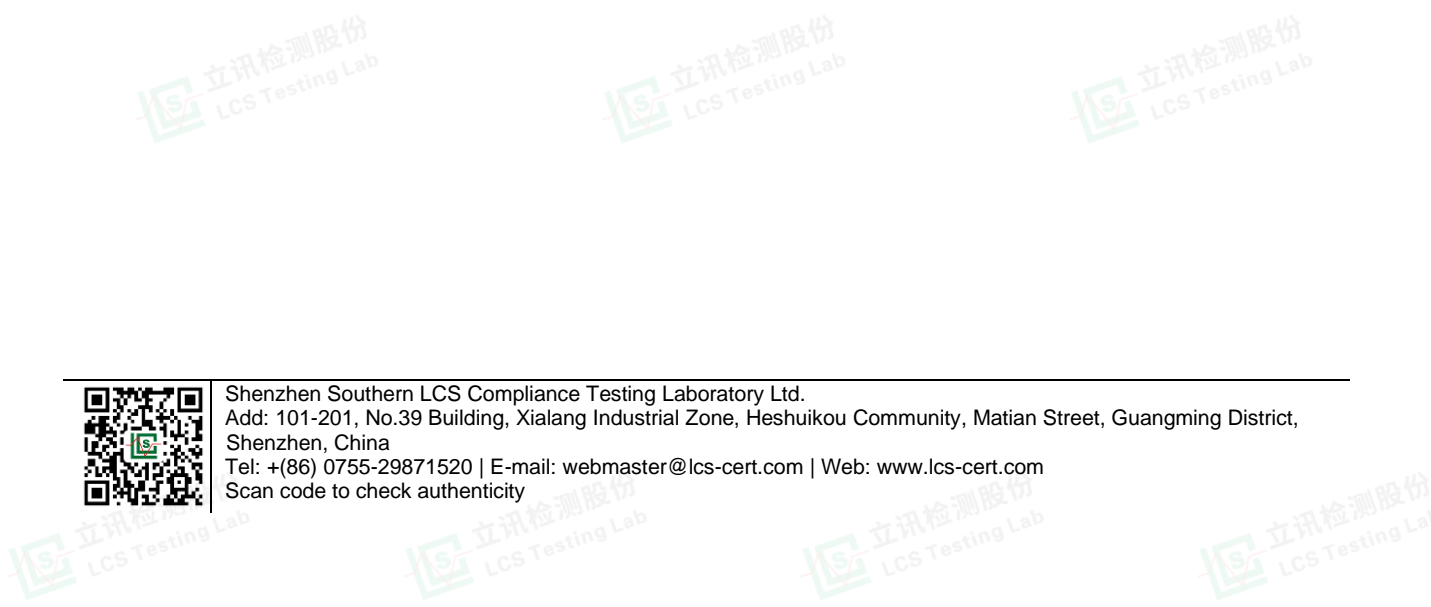 立讯检测股份
LCS Testing Lab
立讯检测股份
LCS Testing Lab
立讯检测股份
LCS Testing Lab
Shenzhen Southern LCS Compliance Testing Laboratory Ltd.
Add: 101-201, No.39 Building, Xialang Industrial Zone, Heshuikou Community, Matian Street, Guangming District,
Shenzhen, China
Tel: +(86) 0755-29871520 | E-mail: webmaster@lcs-cert.com | Web: www.lcs-cert.com
Scan code to check authenticity
立讯检测股份
LCS Testing Lab
立讯检测股份
LCS Testing Lab
立讯检测股份
LCS Testing Lab
立讯检测股份
LCS Testing Lab